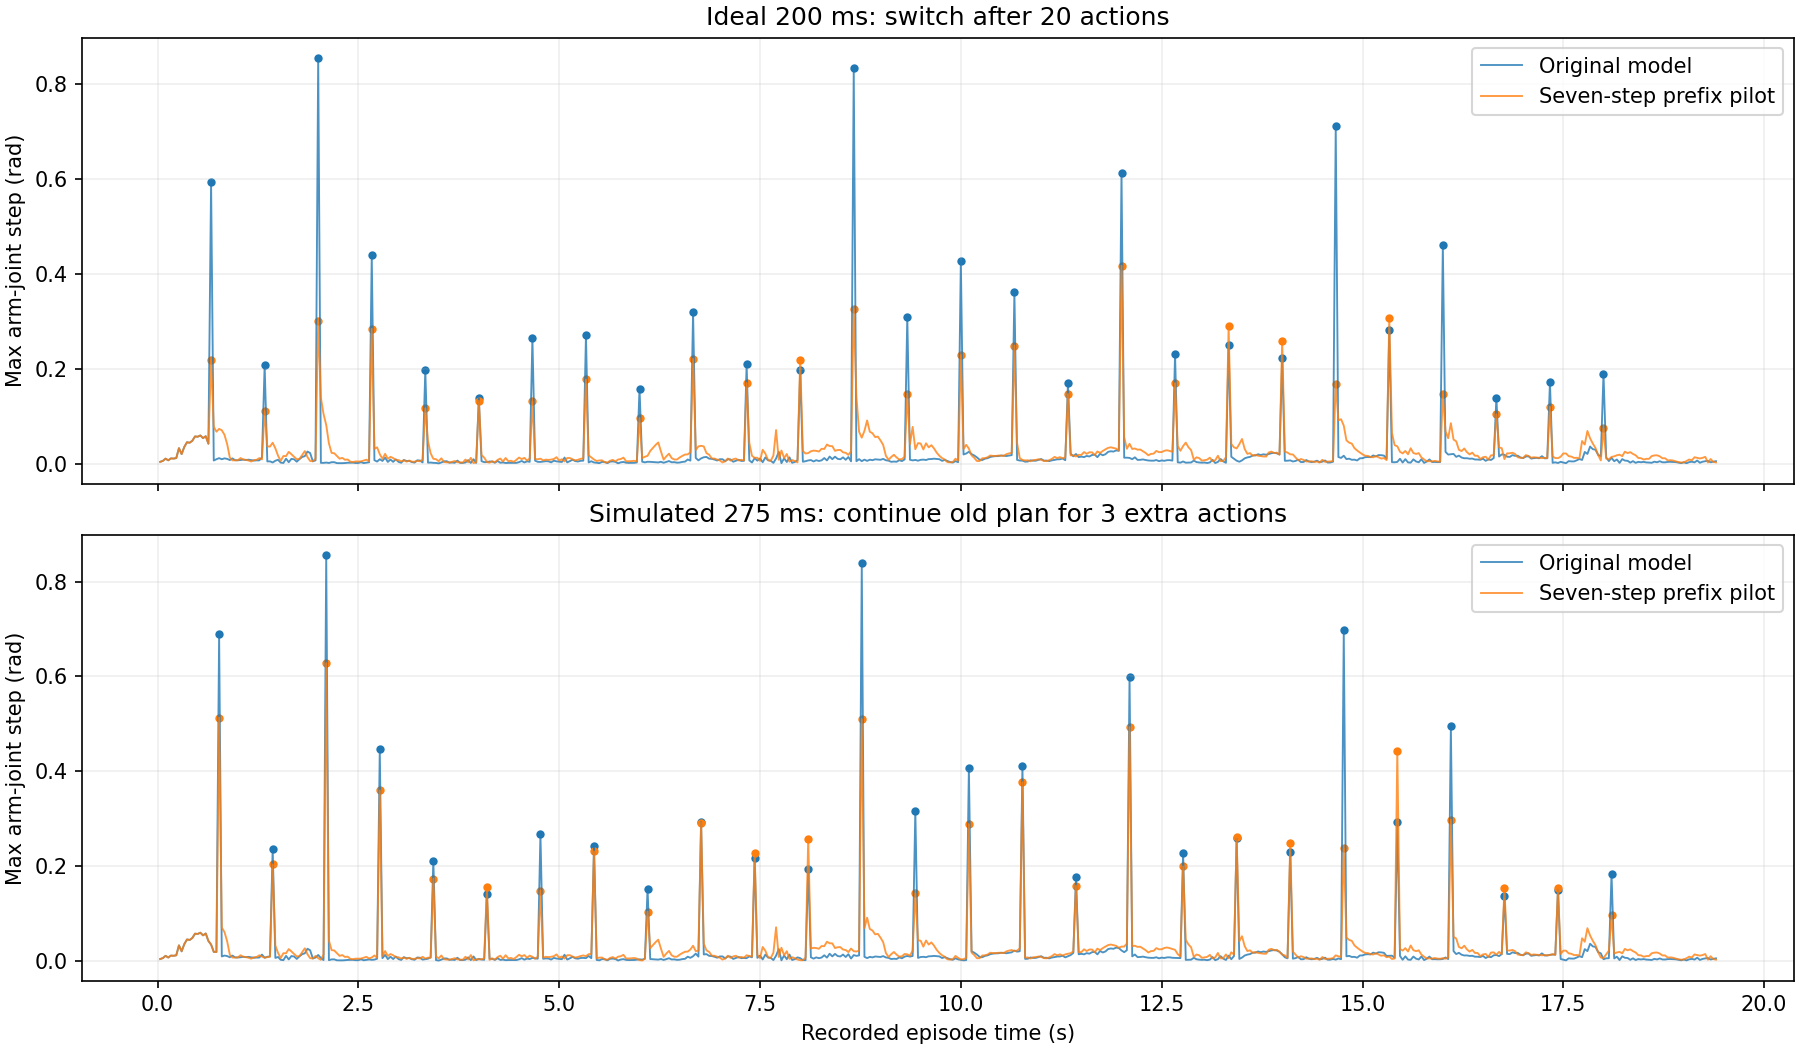 Ideal 200 ms: switch after 20 actions
Max arm-joint step (rad)
0.8
0.6
0.4
0.2
0.0
Original model
Seven-step prefix pilot
Simulated 275 ms: continue old plan for 3 extra actions
Max arm-joint step (rad)
0.8
0.6
0.4
0.2
0.0
Original model
Seven-step prefix pilot
0.0 2.5 5.0 7.5 10.0 12.5 15.0 17.5 20.0
Recorded episode time (s)